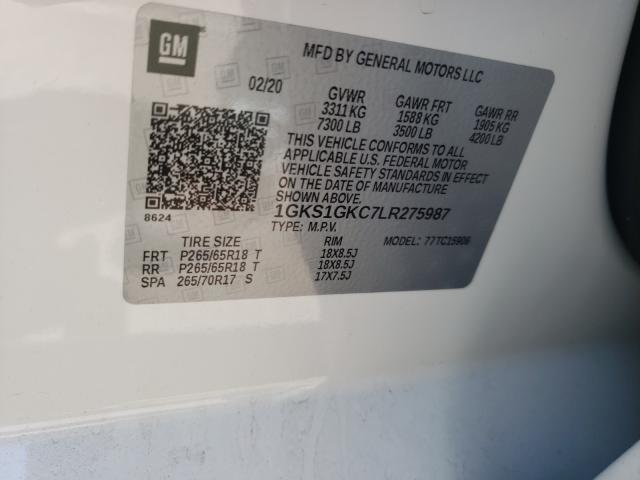 GM
MFD BY GENERAL MOTORS LLC
02/20
GVWR GAWR FRT GAWR RR
3311 KG 1588 KG 1905 KG
7300 LB 3500 LB 4200 LB
THIS VEHICLE CONFORMS TO ALL
APPLICABLE U.S. FEDERAL MOTOR
VEHICLE SAFETY STANDARDS IN EFFECT
ON THE DATE OF MANUFACTURE
SHOWN ABOVE.
8624
1GKS1GKC7LR275987
TYPE: M.P.V. MODEL: 77TC15906
TIRE SIZE RIM
FRT P265/65R18 T 18X8.5J
RR P265/65R18 T 18X8.5J
SPA 265/70R17 S 17X7.5J